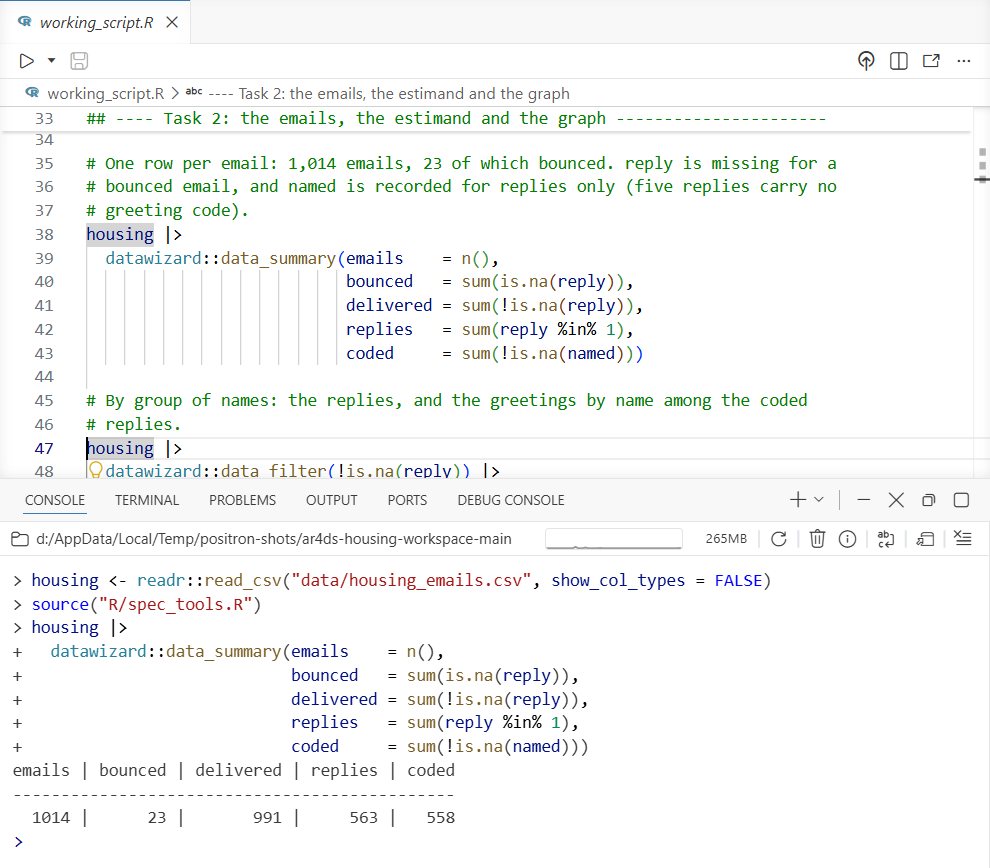 working_script.R
working_script.R > abc ---- Task 2: the emails, the estimand and the graph
33 ## ---- Task 2: the emails, the estimand and the graph ----------------------
34
35 # One row per email: 1,014 emails, 23 of which bounced. reply is missing for a
36 # bounced email, and named is recorded for replies only (five replies carry no
37 # greeting code).
38 housing |>
39   datawizard::data_summary(emails    = n(),
40                            bounced   = sum(is.na(reply)),
41                            delivered = sum(!is.na(reply)),
42                            replies   = sum(reply %in% 1),
43                            coded     = sum(!is.na(named)))
44
45 # By group of names: the replies, and the greetings by name among the coded
46 # replies.
47 housing |>
48   datawizard::data_filter(!is.na(reply)) |>
CONSOLE TERMINAL PROBLEMS OUTPUT PORTS DEBUG CONSOLE
d:/AppData/Local/Temp/positron-shots/ar4ds-housing-workspace-main 265MB
> housing <- readr::read_csv("data/housing_emails.csv", show_col_types = FALSE)
> source("R/spec_tools.R")
> housing |>
+   datawizard::data_summary(emails    = n(),
+                            bounced   = sum(is.na(reply)),
+                            delivered = sum(!is.na(reply)),
+                            replies   = sum(reply %in% 1),
+                            coded     = sum(!is.na(named)))
emails | bounced | delivered | replies | coded
----------------------------------------------
  1014 |      23 |       991 |     563 |   558
>